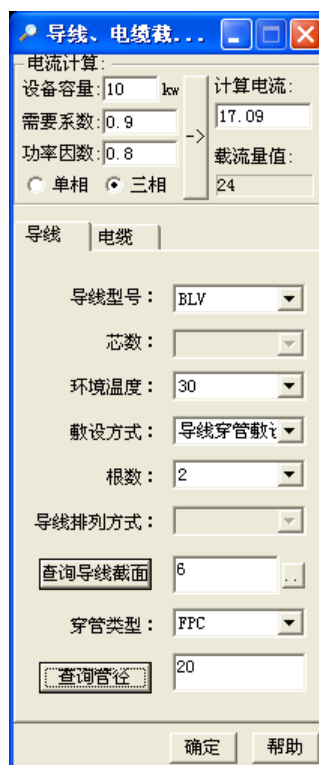 导线、电缆截...
电流计算:
设备容量: 10 kw
需要系数: 0.9
功率因数: 0.8
单相 三相
->
计算电流:
17.09
载流量值:
24
导线 电缆
导线型号： BLV
芯数：
环境温度： 30
敷设方式： 导线穿管敷
根数： 2
导线排列方式：
查询导线截面 6 ..
穿管类型： FPC
查询管径 20
确定 帮助